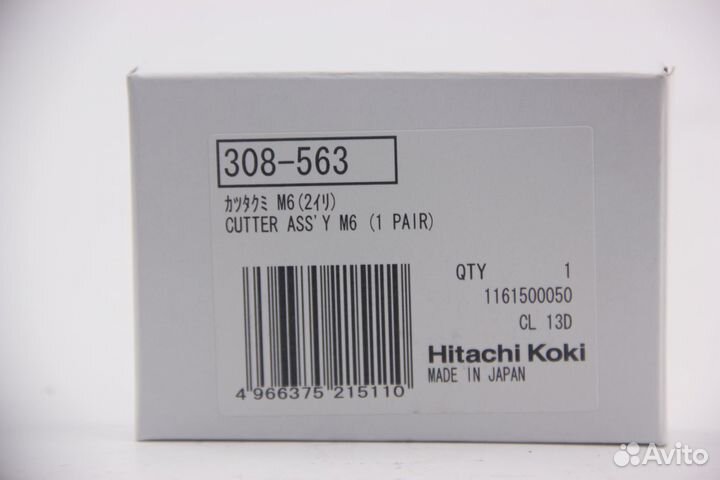 308-563
ｶｯﾀｸﾐ M6(2ｲﾘ)
CUTTER ASS'Y M6 (1 PAIR)
QTY 1
1161500050
CL 13D
Hitachi Koki
MADE IN JAPAN
4 966375 215110
Avito